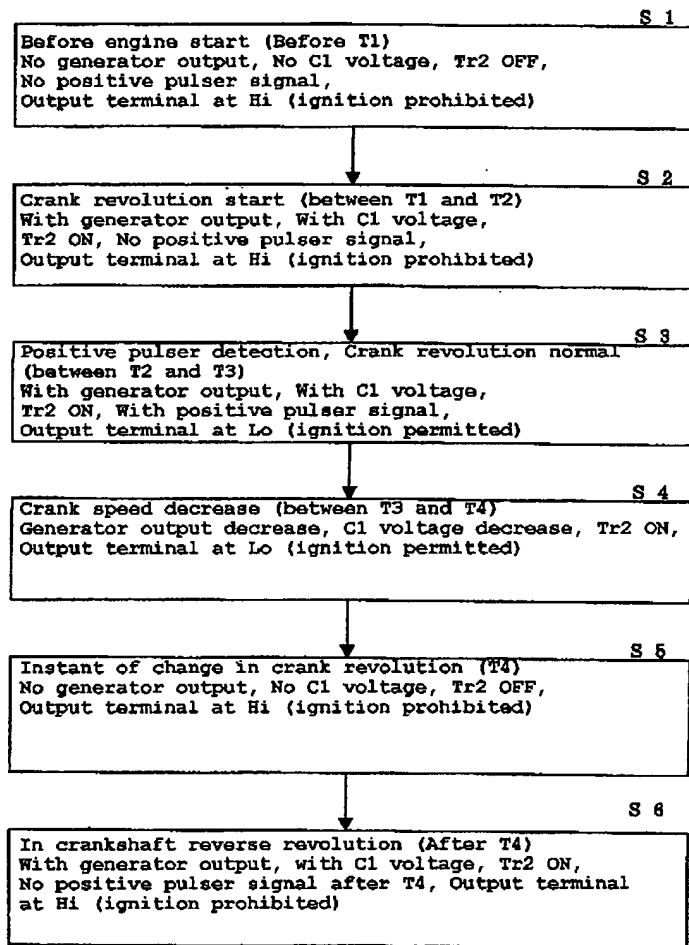 S 1
Before engine start (Before T1)
No generator output, No C1 voltage, Tr2 OFF,
No positive pulser signal,
Output terminal at Hi (ignition prohibited)
S 2
Crank revolution start (between T1 and T2)
With generator output, With C1 voltage,
Tr2 ON, No positive pulser signal,
Output terminal at Hi (ignition prohibited)
S 3
Positive pulser detection, Crank revolution normal
(between T2 and T3)
With generator output, With C1 voltage,
Tr2 ON, With positive pulser signal,
Output terminal at Lo (ignition permitted)
S 4
Crank speed decrease (between T3 and T4)
Generator output decrease, C1 voltage decrease, Tr2 ON,
Output terminal at Lo (ignition permitted)
S 5
Instant of change in crank revolution (T4)
No generator output, No C1 voltage, Tr2 OFF,
Output terminal at Hi (ignition prohibited)
S 6
In crankshaft reverse revolution (After T4)
With generator output, with C1 voltage, Tr2 ON,
No positive pulser signal after T4, Output terminal
at Hi (ignition prohibited)